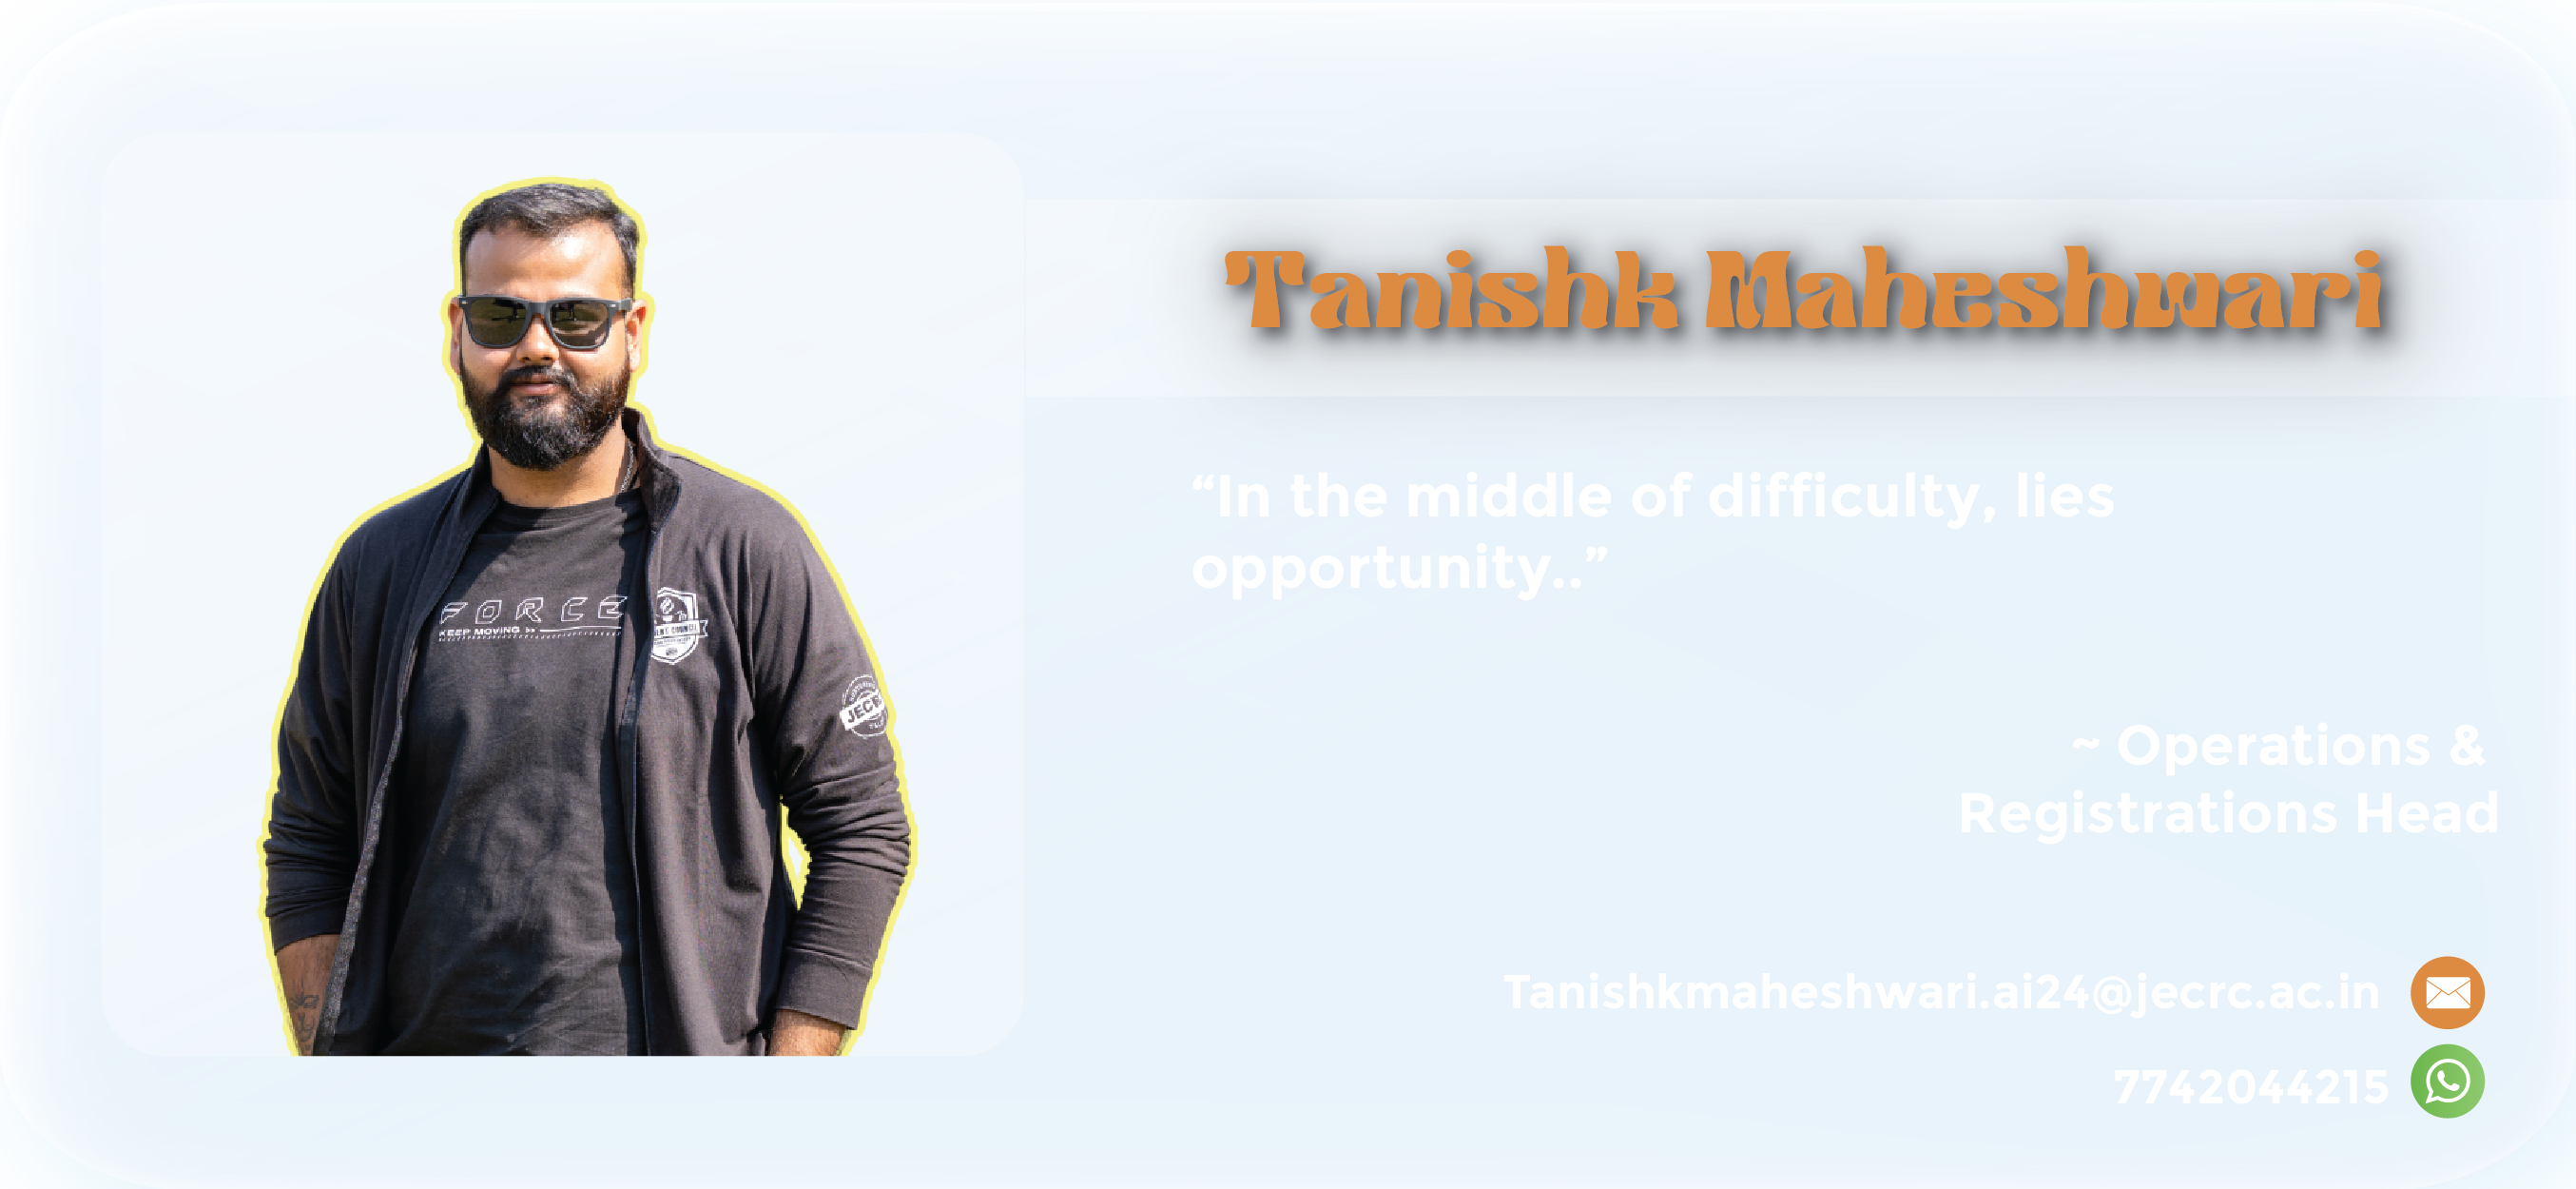 Tanishk Maheshwari
“In the middle of difficulty, lies
opportunity..”
~ Operations &
Registrations Head
Tanishkmaheshwari.ai24@jecrc.ac.in
7742044215
FORCE
KEEP MOVING >>